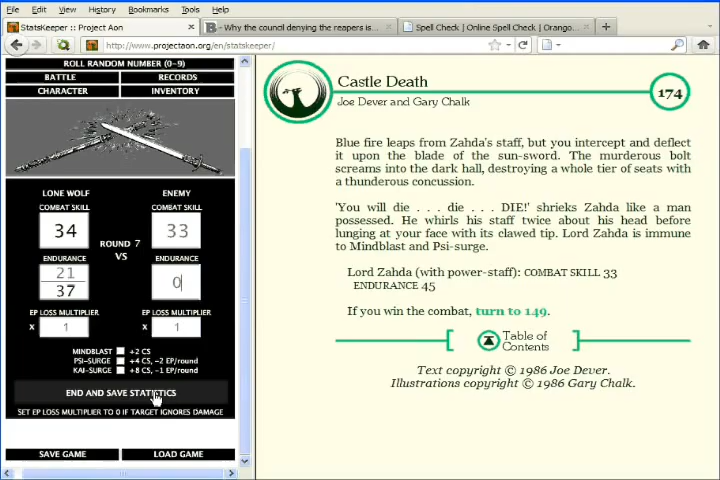 File Edit View History Bookmarks Tools Help
StatsKeeper :: Project Aon
- Why the council denying the reapers is...
Spell Check | Online Spell Check | Orango...
http://www.projectaon.org/en/statskeeper/
Google
ROLL RANDOM NUMBER (0-9)
BATTLE RECORDS
CHARACTER INVENTORY
LONE WOLF ENEMY
COMBAT SKILL COMBAT SKILL
34 33
ROUND 7
VS
ENDURANCE ENDURANCE
21 0
37
EP LOSS MULTIPLIER EP LOSS MULTIPLIER
X 1 X 1
MINDBLAST +2 CS
PSI-SURGE +4 CS, -2 EP/ROUND
KAI-SURGE +8 CS, -1 EP/ROUND
END AND SAVE STATISTICS
SET EP LOSS MULTIPLIER TO 0 IF TARGET IGNORES DAMAGE
SAVE GAME LOAD GAME
Castle Death
Joe Dever and Gary Chalk
174
Blue fire leaps from Zahda's staff, but you intercept and deflect
it upon the blade of the sun-sword. The murderous bolt
screams into the dark hall, destroying a whole tier of seats with
a thunderous concussion.
'You will die . . . die . . . DIE!' shrieks Zahda like a man
possessed. He whirls his staff twice about his head before
lunging at your face with its clawed tip. Lord Zahda is immune
to Mindblast and Psi-surge.
Lord Zahda (with power-staff): COMBAT SKILL 33
ENDURANCE 45
If you win the combat, turn to 149.
Table of
Contents
Text copyright © 1986 Joe Dever.
Illustrations copyright © 1986 Gary Chalk.